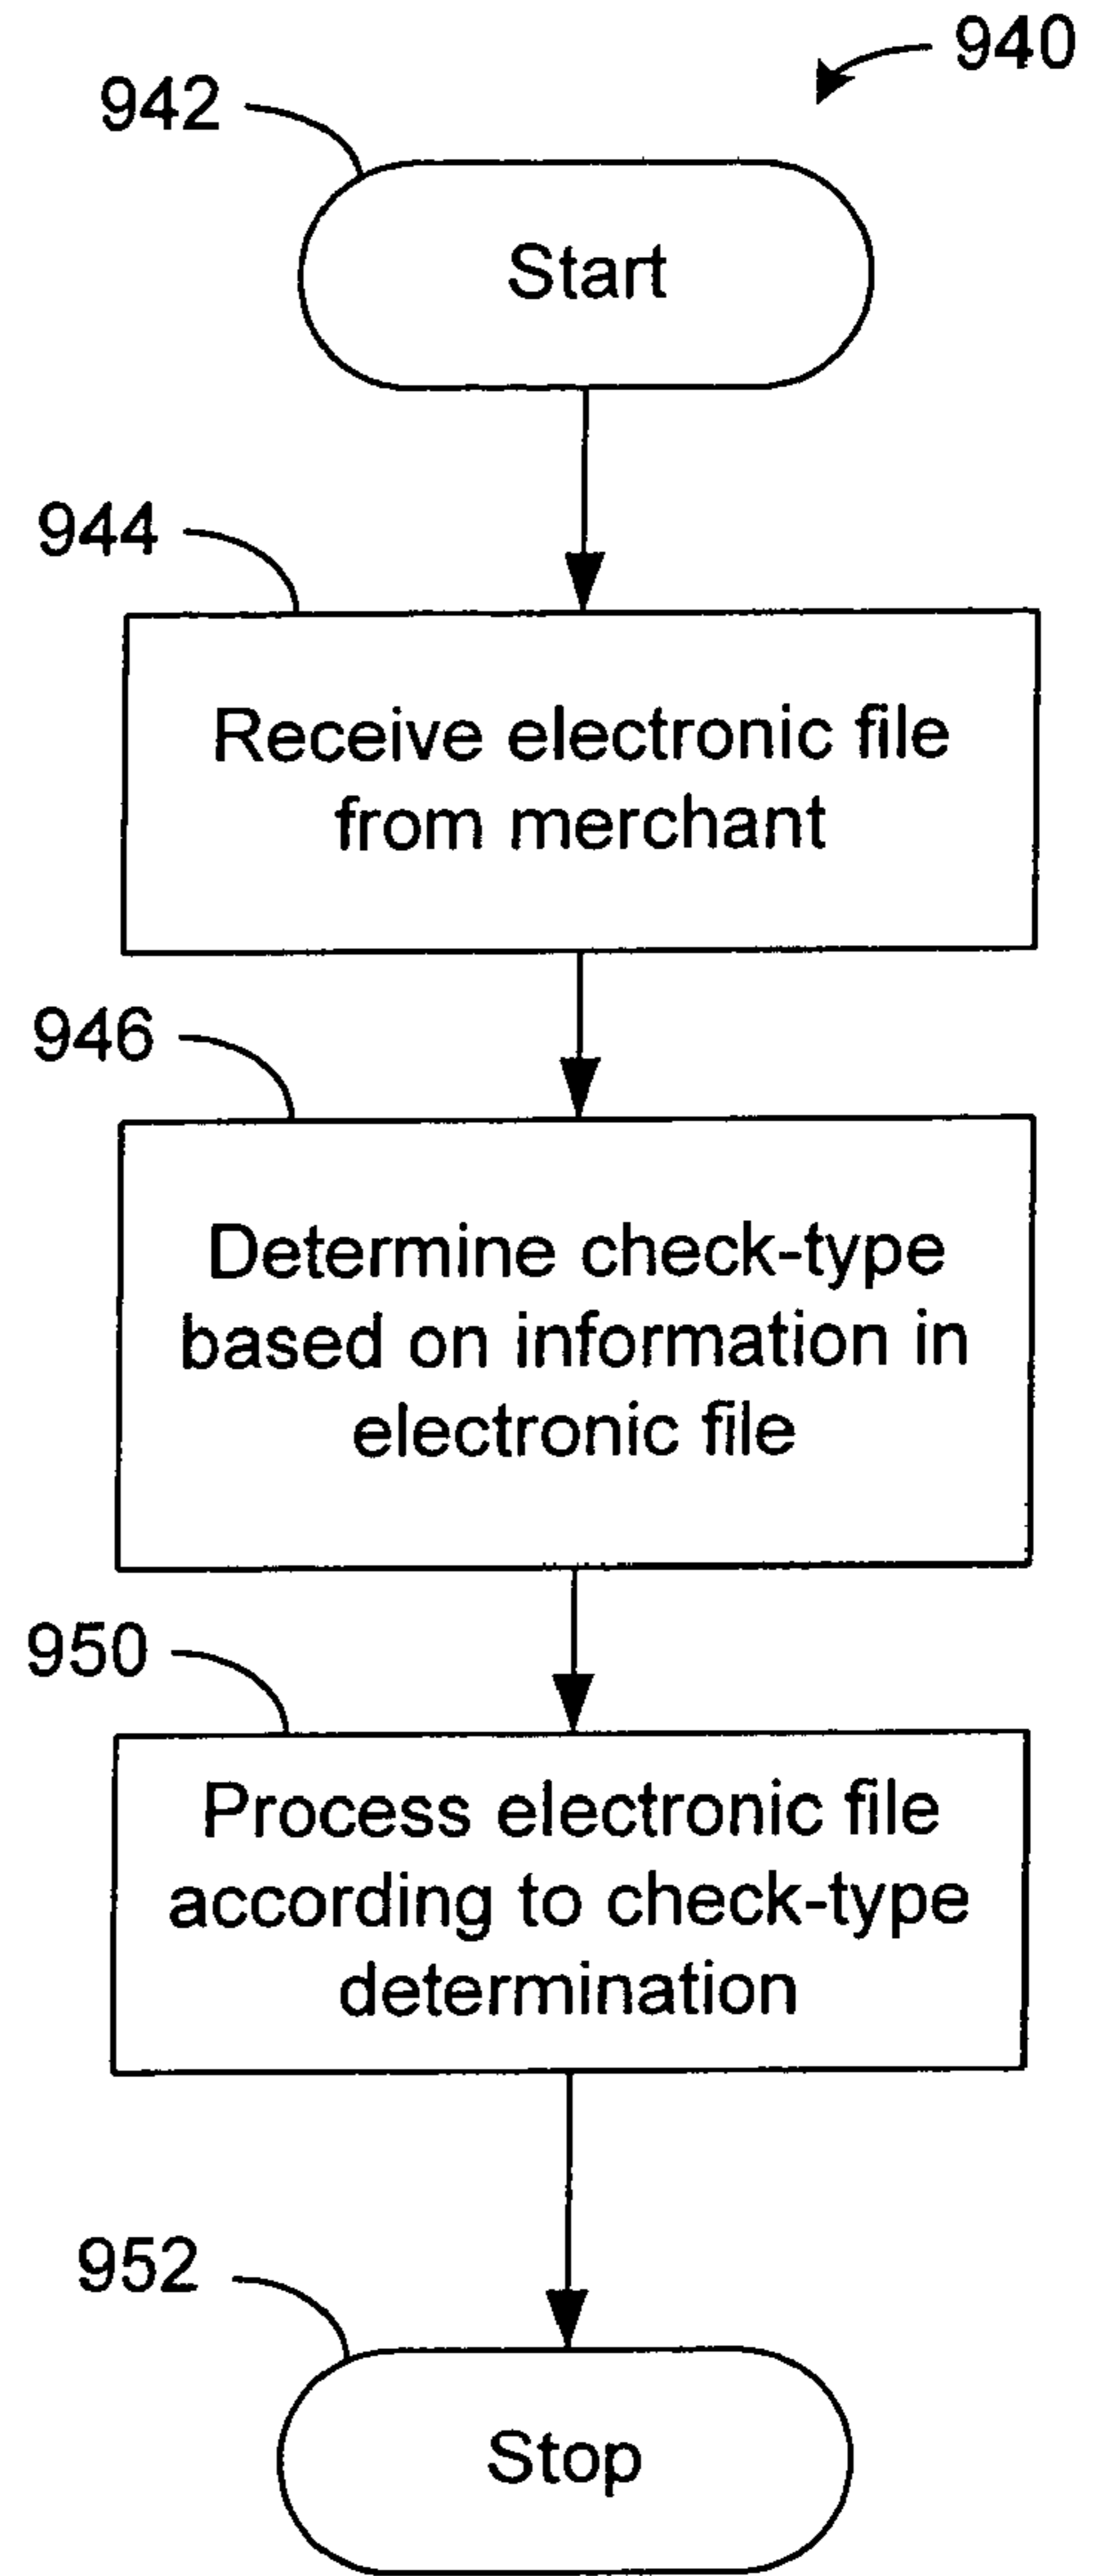 940
942
Start
944
Receive electronic file
from merchant
946
Determine check-type
based on information in
electronic file
950
Process electronic file
according to check-type
determination
952
Stop